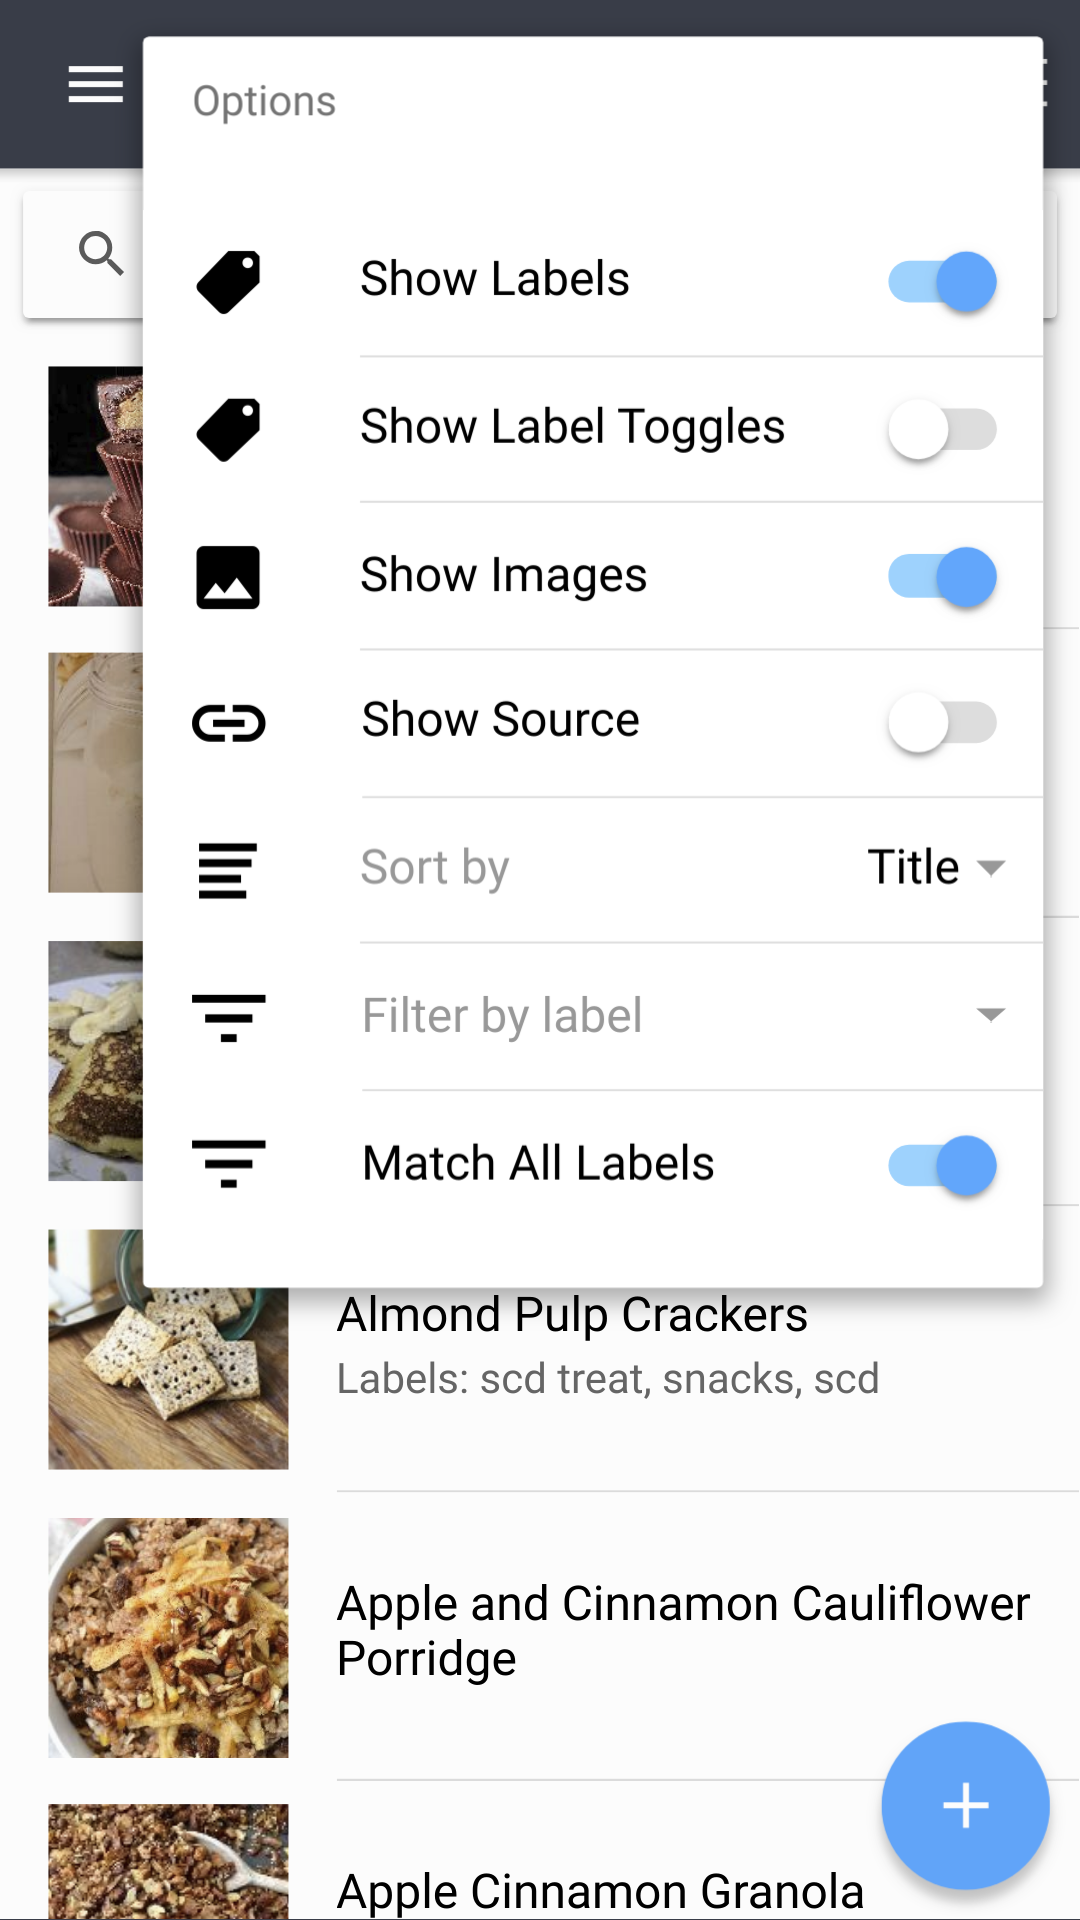 Options
Show Labels
Show Label Toggles
Show Images
Show Source
Sort by Title
Filter by label
Match All Labels
Almond Pulp Crackers
Labels: scd treat, snacks, scd
Apple and Cinnamon Cauliflower
Porridge
Apple Cinnamon Granola